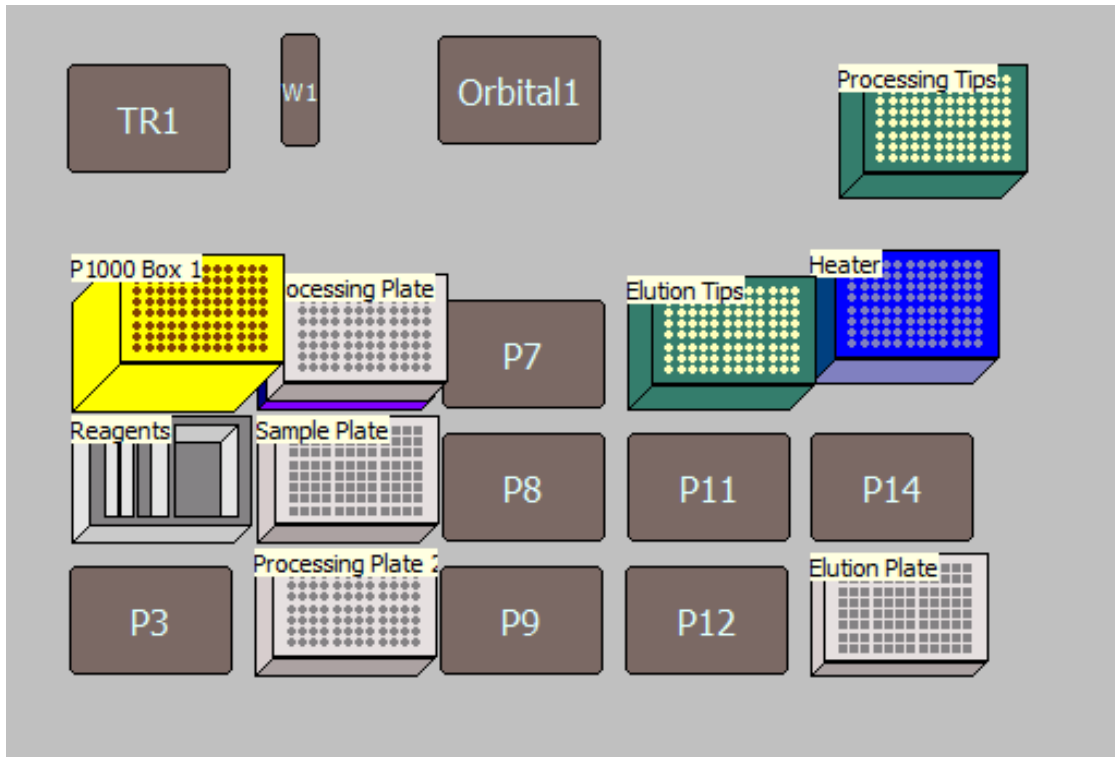 TR1
W1
Orbital1
Processing Tips
P1000 Box 1
ocessing Plate
P7
Elution Tips
Heater
Reagents
Sample Plate
P8
P11
P14
P3
Processing Plate 2
P9
P12
Elution Plate